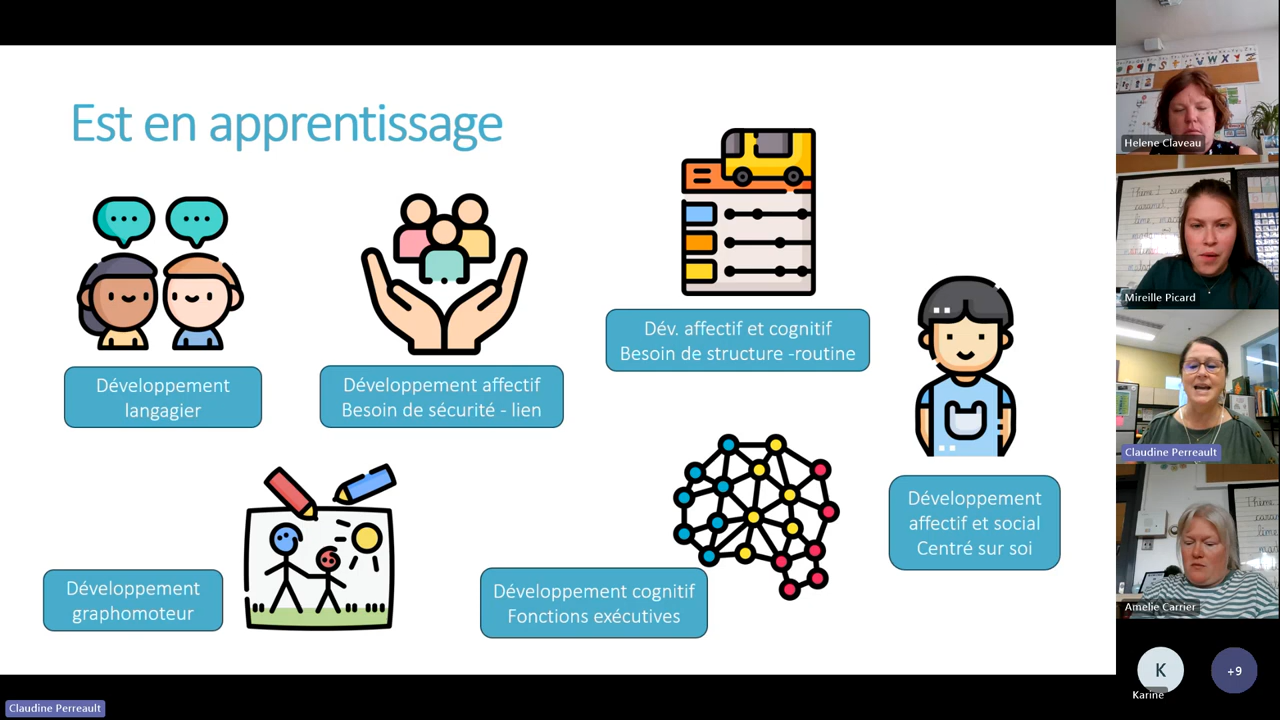 Est en apprentissage
Développement
langagier
Développement affectif
Besoin de sécurité - lien
Dév. affectif et cognitif
Besoin de structure -routine
Développement
affectif et social
Centré sur soi
Développement
graphomoteur
Développement cognitif
Fonctions exécutives
Helene Claveau
Mireille Picard
Claudine Perreault
Amelie Carrier
K
Karine
+9
Claudine Perreault